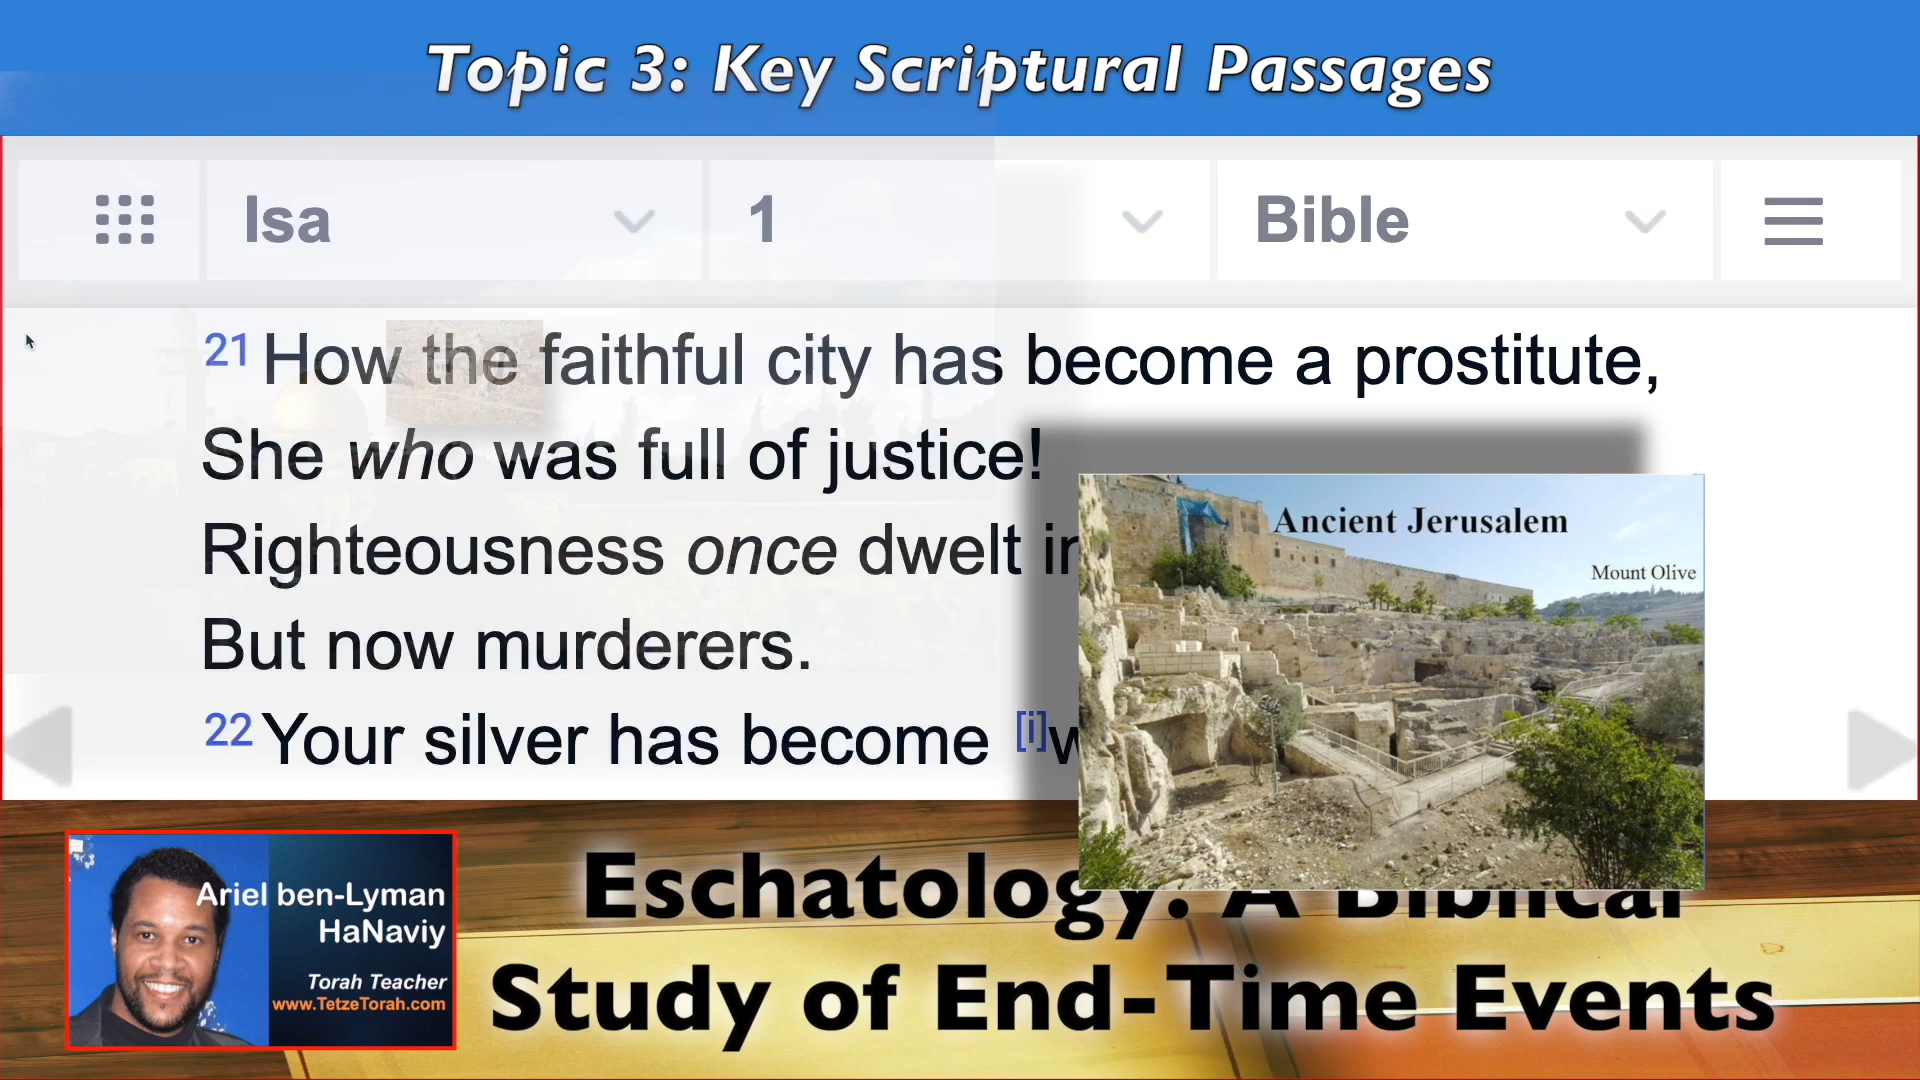 Topic 3: Key Scriptural Passages
Isa
1
Bible
21 How the faithful city has become a prostitute,
She who was full of justice!
Righteousness once dwelt
But now murderers.
22 Your silver has become [i]
Ancient Jerusalem
Mount Olive
Ariel ben-Lyman
HaNaviy
Torah Teacher
www.TetzeTorah.com
Eschatology: A Biblical
Study of End-Time Events